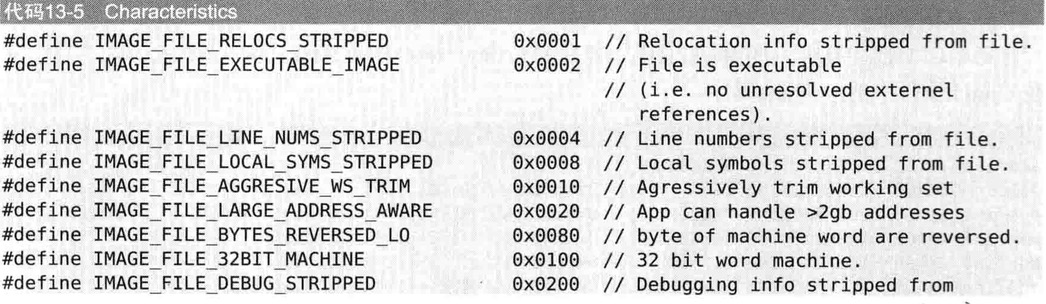 代码13-5 Characteristics
#define IMAGE_FILE_RELOCS_STRIPPED 0x0001 // Relocation info stripped from file.
#define IMAGE_FILE_EXECUTABLE_IMAGE 0x0002 // File is executable
// (i.e. no unresolved externel
references).
#define IMAGE_FILE_LINE_NUMS_STRIPPED 0x0004 // Line numbers stripped from file.
#define IMAGE_FILE_LOCAL_SYMS_STRIPPED 0x0008 // Local symbols stripped from file.
#define IMAGE_FILE_AGGRESIVE_WS_TRIM 0x0010 // Agressively trim working set
#define IMAGE_FILE_LARGE_ADDRESS_AWARE 0x0020 // App can handle >2gb addresses
#define IMAGE_FILE_BYTES_REVERSED_LO 0x0080 // byte of machine word are reversed.
#define IMAGE_FILE_32BIT_MACHINE 0x0100 // 32 bit word machine.
#define IMAGE_FILE_DEBUG_STRIPPED 0x0200 // Debugging info stripped from